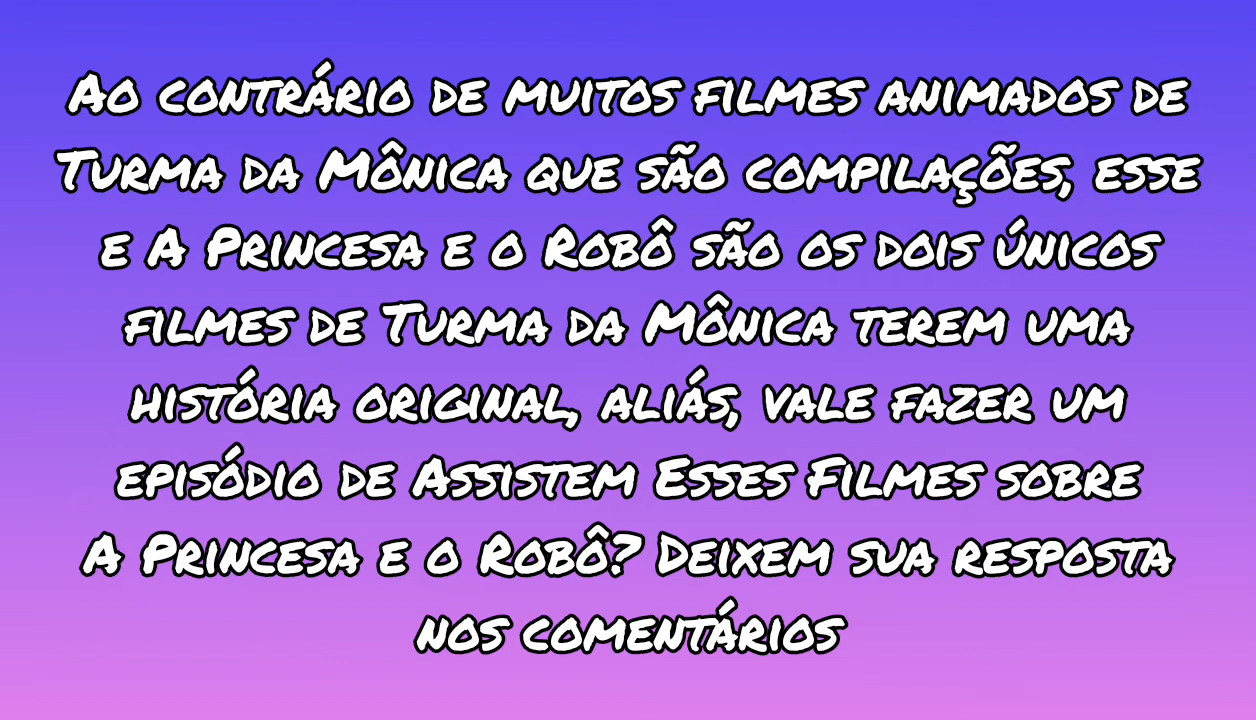 Ao contrário de muitos filmes animados de
Turma da Mônica que são compilações, esse
e A Princesa e o Robô são os dois únicos
filmes de Turma da Mônica terem uma
história original, aliás, vale fazer um
episódio de Assistem Esses Filmes sobre
A Princesa e o Robô? Deixem sua resposta
nos comentários